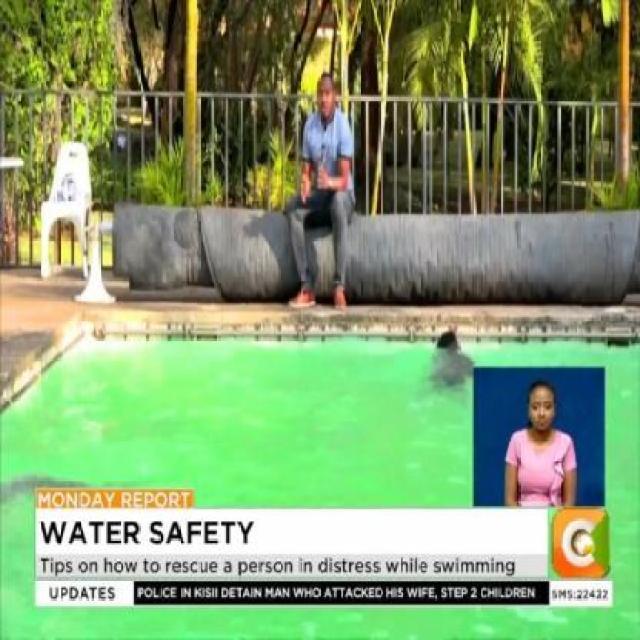 MONDAY REPORT
WATER SAFETY
Tips on how to rescue a person in distress while swimming
UPDATES
POLICE IN KISII DETAIN MAN WHO ATTACKED HIS WIFE, STEP 2 CHILDREN
SMS:22422